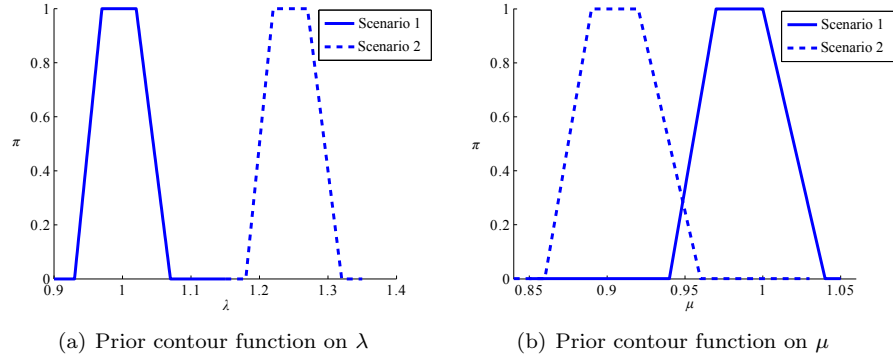 1
0.8
0.6
0.4
0.2
0
π
0.9
1
1.1
1.2
1.3
1.4
λ
Scenario 1
Scenario 2
(a) Prior contour function on λ
1
0.8
0.6
0.4
0.2
0
π
0.85
0.9
0.95
1
1.05
μ
Scenario 1
Scenario 2
(b) Prior contour function on μ